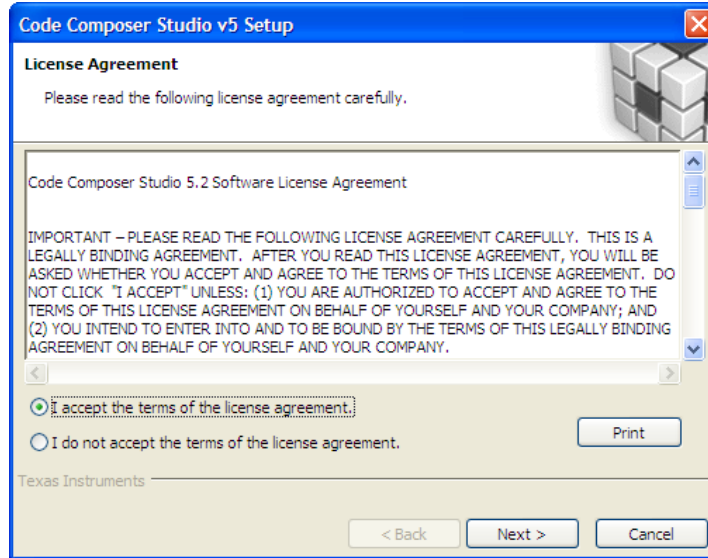 Code Composer Studio v5 Setup
License Agreement
Please read the following license agreement carefully.
Code Composer Studio 5.2 Software License Agreement
IMPORTANT – PLEASE READ THE FOLLOWING LICENSE AGREEMENT CAREFULLY.  THIS IS A
LEGALLY BINDING AGREEMENT.  AFTER YOU READ THIS LICENSE AGREEMENT, YOU WILL BE
ASKED WHETHER YOU ACCEPT AND AGREE TO THE TERMS OF THIS LICENSE AGREEMENT.  DO
NOT CLICK  "I ACCEPT" UNLESS: (1) YOU ARE AUTHORIZED TO ACCEPT AND AGREE TO THE
TERMS OF THIS LICENSE AGREEMENT ON BEHALF OF YOURSELF AND YOUR COMPANY; AND
(2) YOU INTEND TO ENTER INTO AND TO BE BOUND BY THE TERMS OF THIS LEGALLY BINDING
AGREEMENT ON BEHALF OF YOURSELF AND YOUR COMPANY.
I accept the terms of the license agreement.
I do not accept the terms of the license agreement.
Print
Texas Instruments
< Back
Next >
Cancel